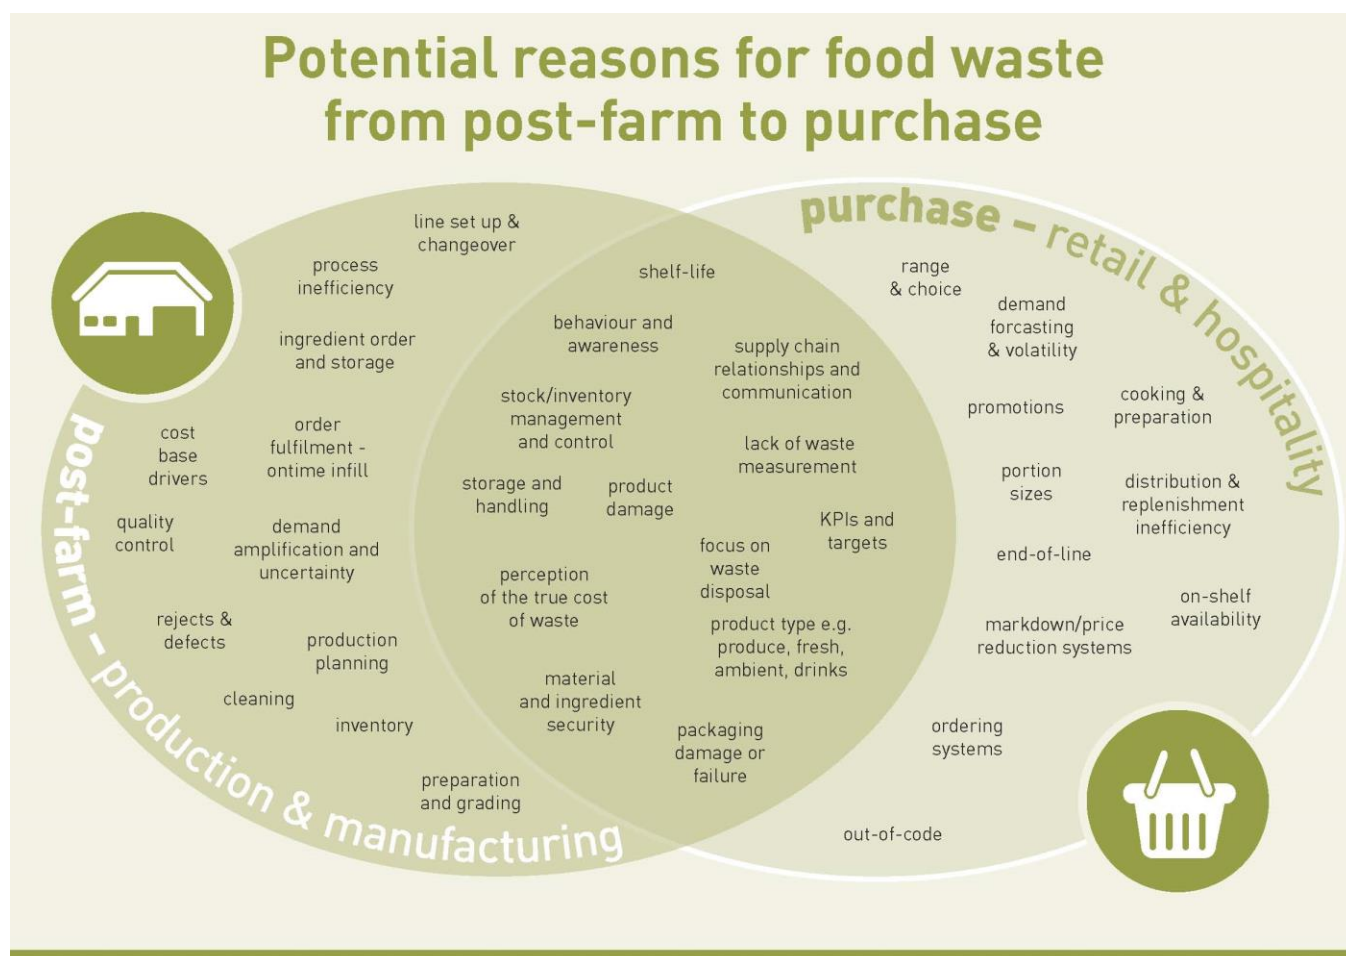 Potential reasons for food waste
from post-farm to purchase
post-farm – production & manufacturing
line set up &
changeover
process
inefficiency
ingredient order
and storage
cost
base
drivers
order
fulfilment -
ontime infill
quality
control
demand
amplification and
uncertainty
rejects &
defects
production
planning
cleaning
inventory
preparation
and grading
shelf-life
behaviour and
awareness
supply chain
relationships and
communication
stock/inventory
management
and control
lack of waste
measurement
storage and
handling
product
damage
KPIs and
targets
focus on
waste
disposal
perception
of the true cost
of waste
product type e.g.
produce, fresh,
ambient, drinks
material
and ingredient
security
packaging
damage or
failure
purchase – retail & hospitality
range
& choice
demand
forcasting
& volatility
promotions
cooking &
preparation
portion
sizes
distribution &
replenishment
inefficiency
end-of-line
on-shelf
availability
markdown/price
reduction systems
ordering
systems
out-of-code